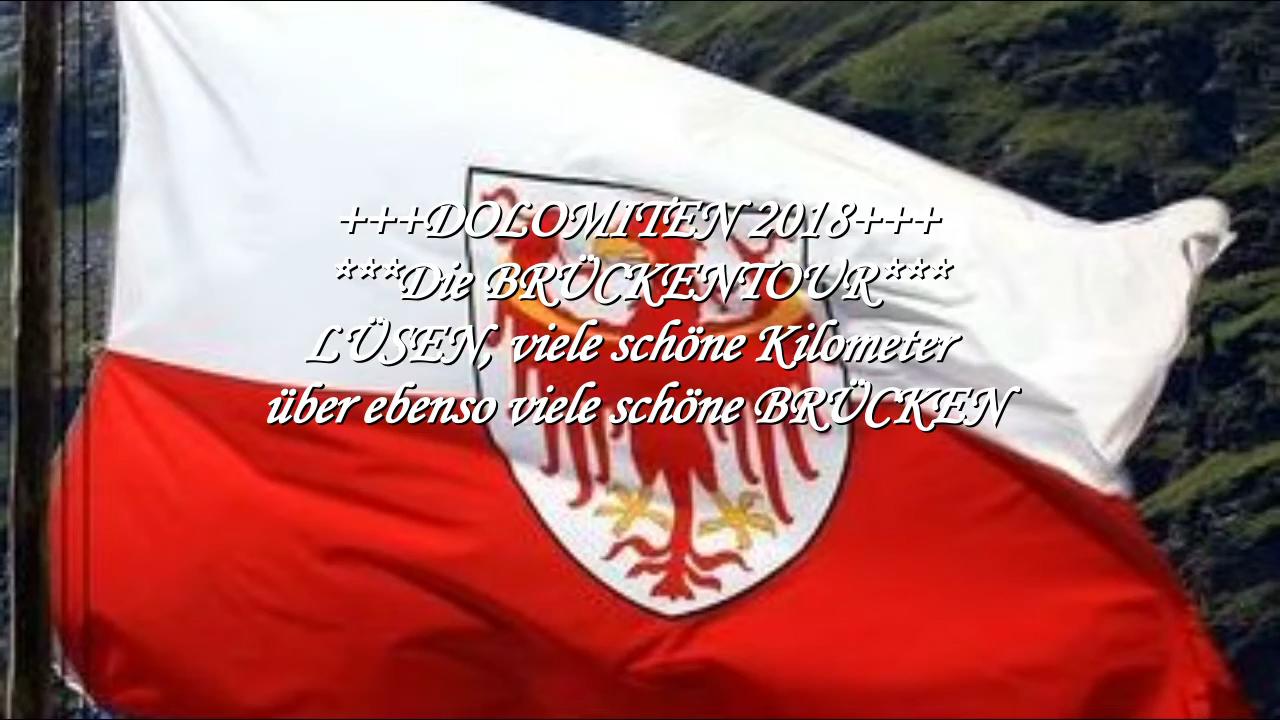 +++DOLOMITEN 2018+++
***Die BRÜCKENTOUR***
LÜSEN, viele schöne Kilometer
über ebenso viele schöne BRÜCKEN